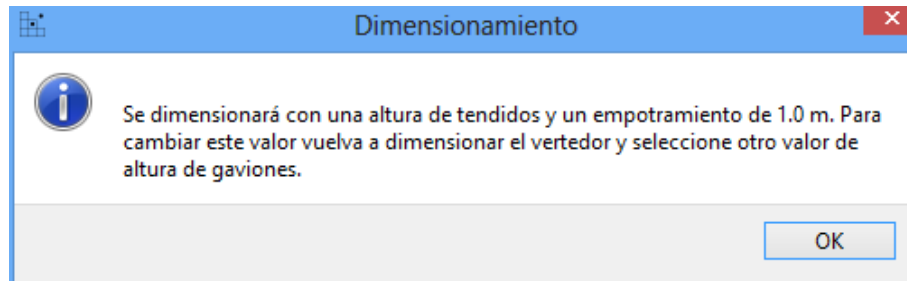 Dimensionamiento
Se dimensionará con una altura de tendidos y un empotramiento de 1.0 m. Para
cambiar este valor vuelva a dimensionar el vertedor y seleccione otro valor de
altura de gaviones.
OK